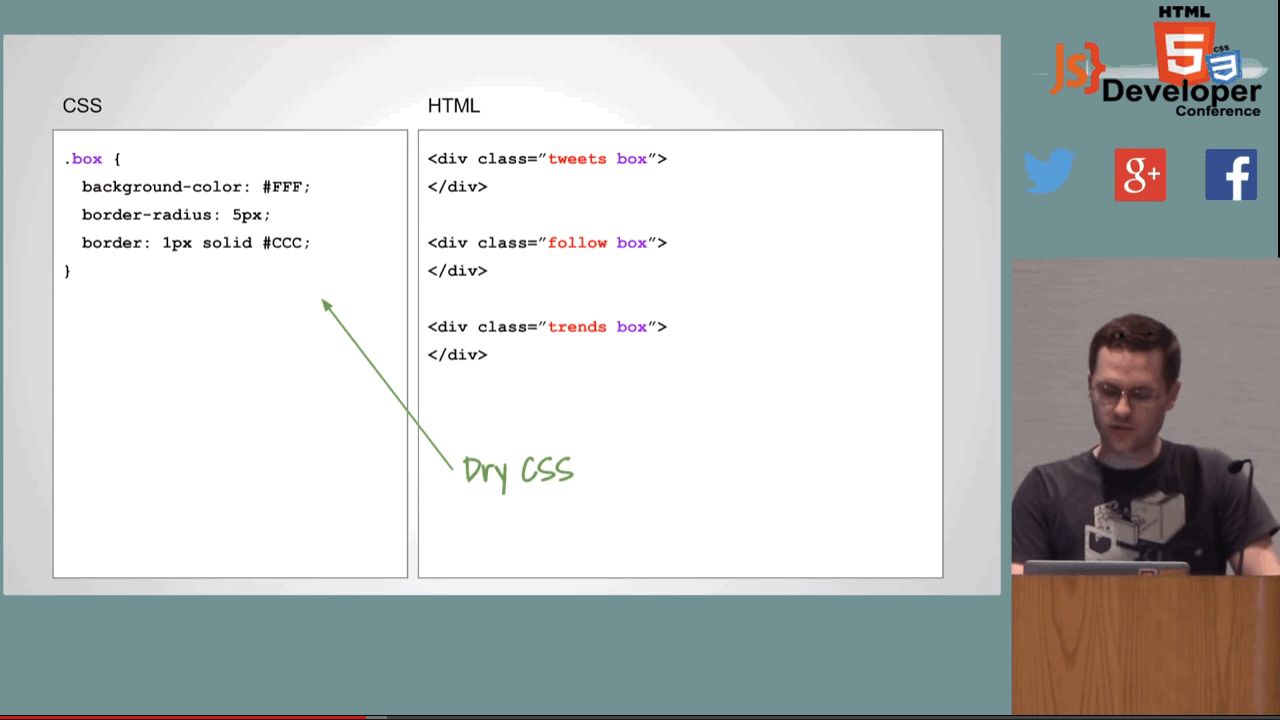 CSS
.box {
background-color: #FFF;
border-radius: 5px;
border: 1px solid #CCC;
}
HTML
<div class=”tweets box”>
</div>
<div class=”follow box”>
</div>
<div class=”trends box”>
</div>
Dry CSS
HTML
JS} 5 CSS 3
Developer
Conference
g+ f